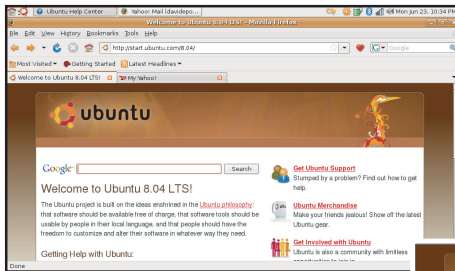 Ubuntu Help Center
Yahoo! Mail (davidepo...
Mon Jun 23, 10:34 PM
Welcome to Ubuntu 8.04 LTS! - Mozilla Firefox
File Edit View History Bookmarks Tools Help
http://start.ubuntu.com/8.04/
Google
Most Visited Getting Started Latest Headlines
Welcome to Ubuntu 8.04 LTS!
My Yahoo!
ubuntu
Google
Search
Welcome to Ubuntu 8.04 LTS!
The Ubuntu project is built on the ideas enshrined in the Ubuntu philosophy:
that software should be available free of charge, that software tools should be
usable by people in their local language, and that people should have the
freedom to customize and alter their software in whatever way they need.
Getting Help with Ubuntu:
Get Ubuntu Support
Stumped by a problem? Find out how to get
help.
Ubuntu Merchandise
Make your friends jealous! Show off the latest
Ubuntu gear.
Get Involved with Ubuntu
Ubuntu is also a community with limitless
opportunities to join in
Done